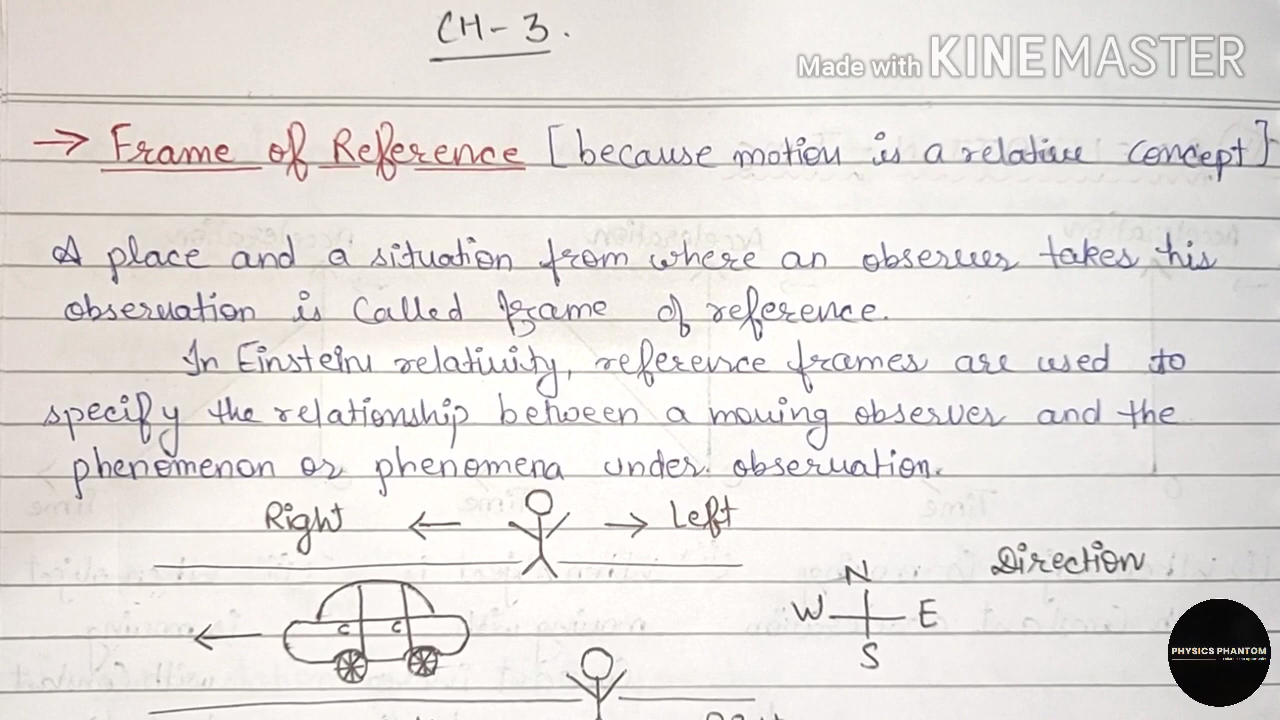 CH-3.
Made with KINEMASTER
→ Frame of Reference [because motion is a relative concept]
A place and a situation from where an observer takes his
observation is called frame of reference.
In Einstein relativity, reference frames are used to
specify the relationship between a moving observer and the
phenomenon or phenomena under observation.
Right ← → Left
Direction.
N
W E
S
PHYSICS PHANTOM